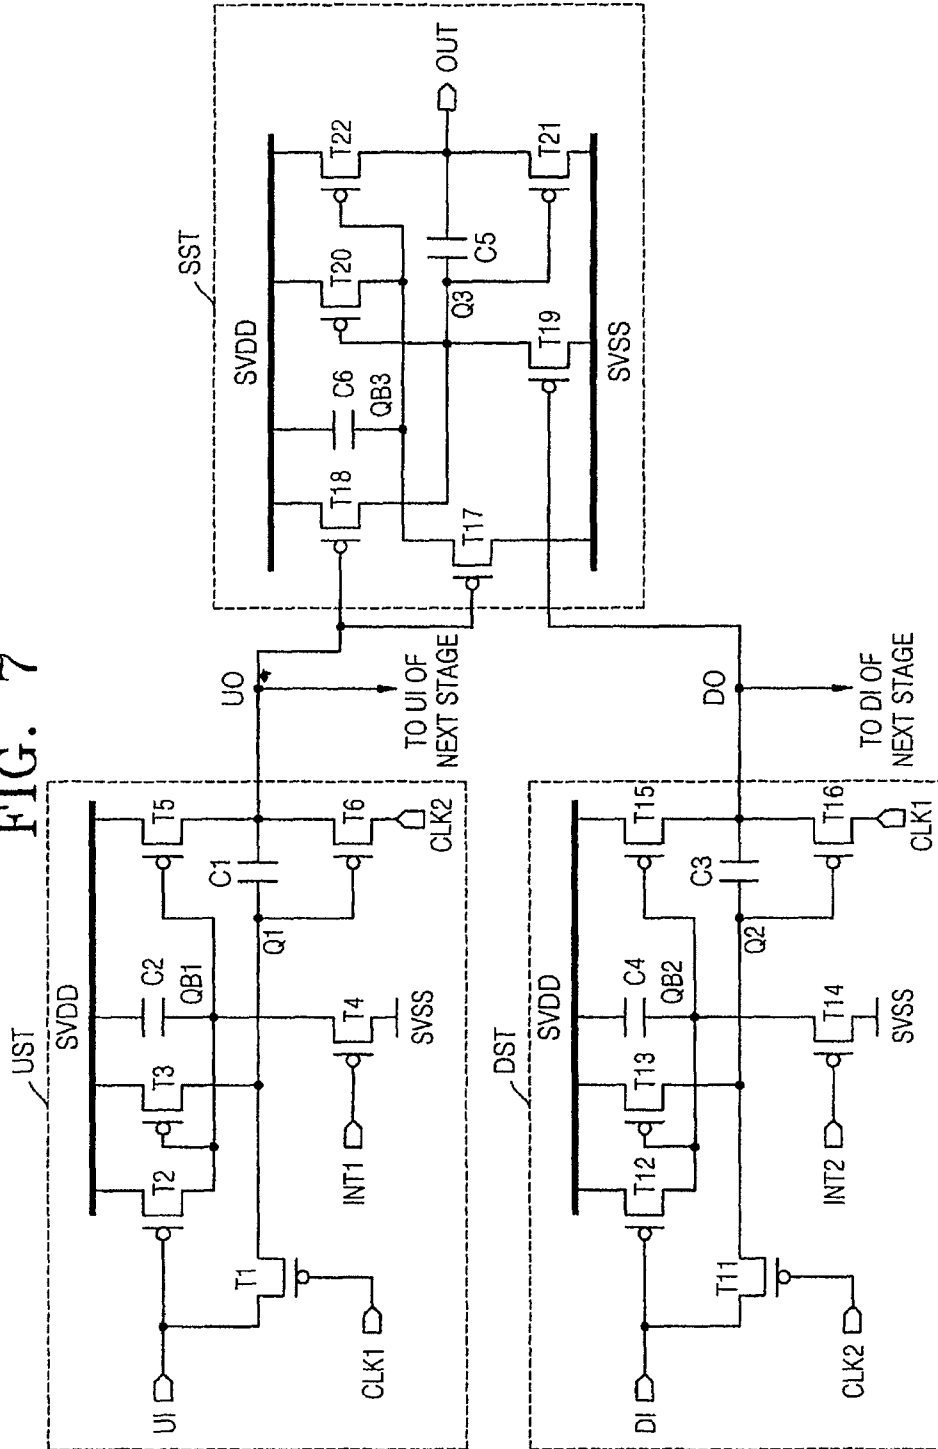 FIG. 7
UST
SVDD
UI
T2
T3
C2
QB1
T5
T1
C1
Q1
T4
T6
CLK1
INT1
SVSS
CLK2
UO
TO UI OF
NEXT STAGE
DST
SVDD
DI
T12
T13
C4
QB2
T15
T11
C3
Q2
T14
T16
CLK2
INT2
SVSS
CLK1
DO
TO DI OF
NEXT STAGE
SST
SVDD
T18
C6
QB3
T20
T22
T17
Q3
C5
OUT
T19
T21
SVSS